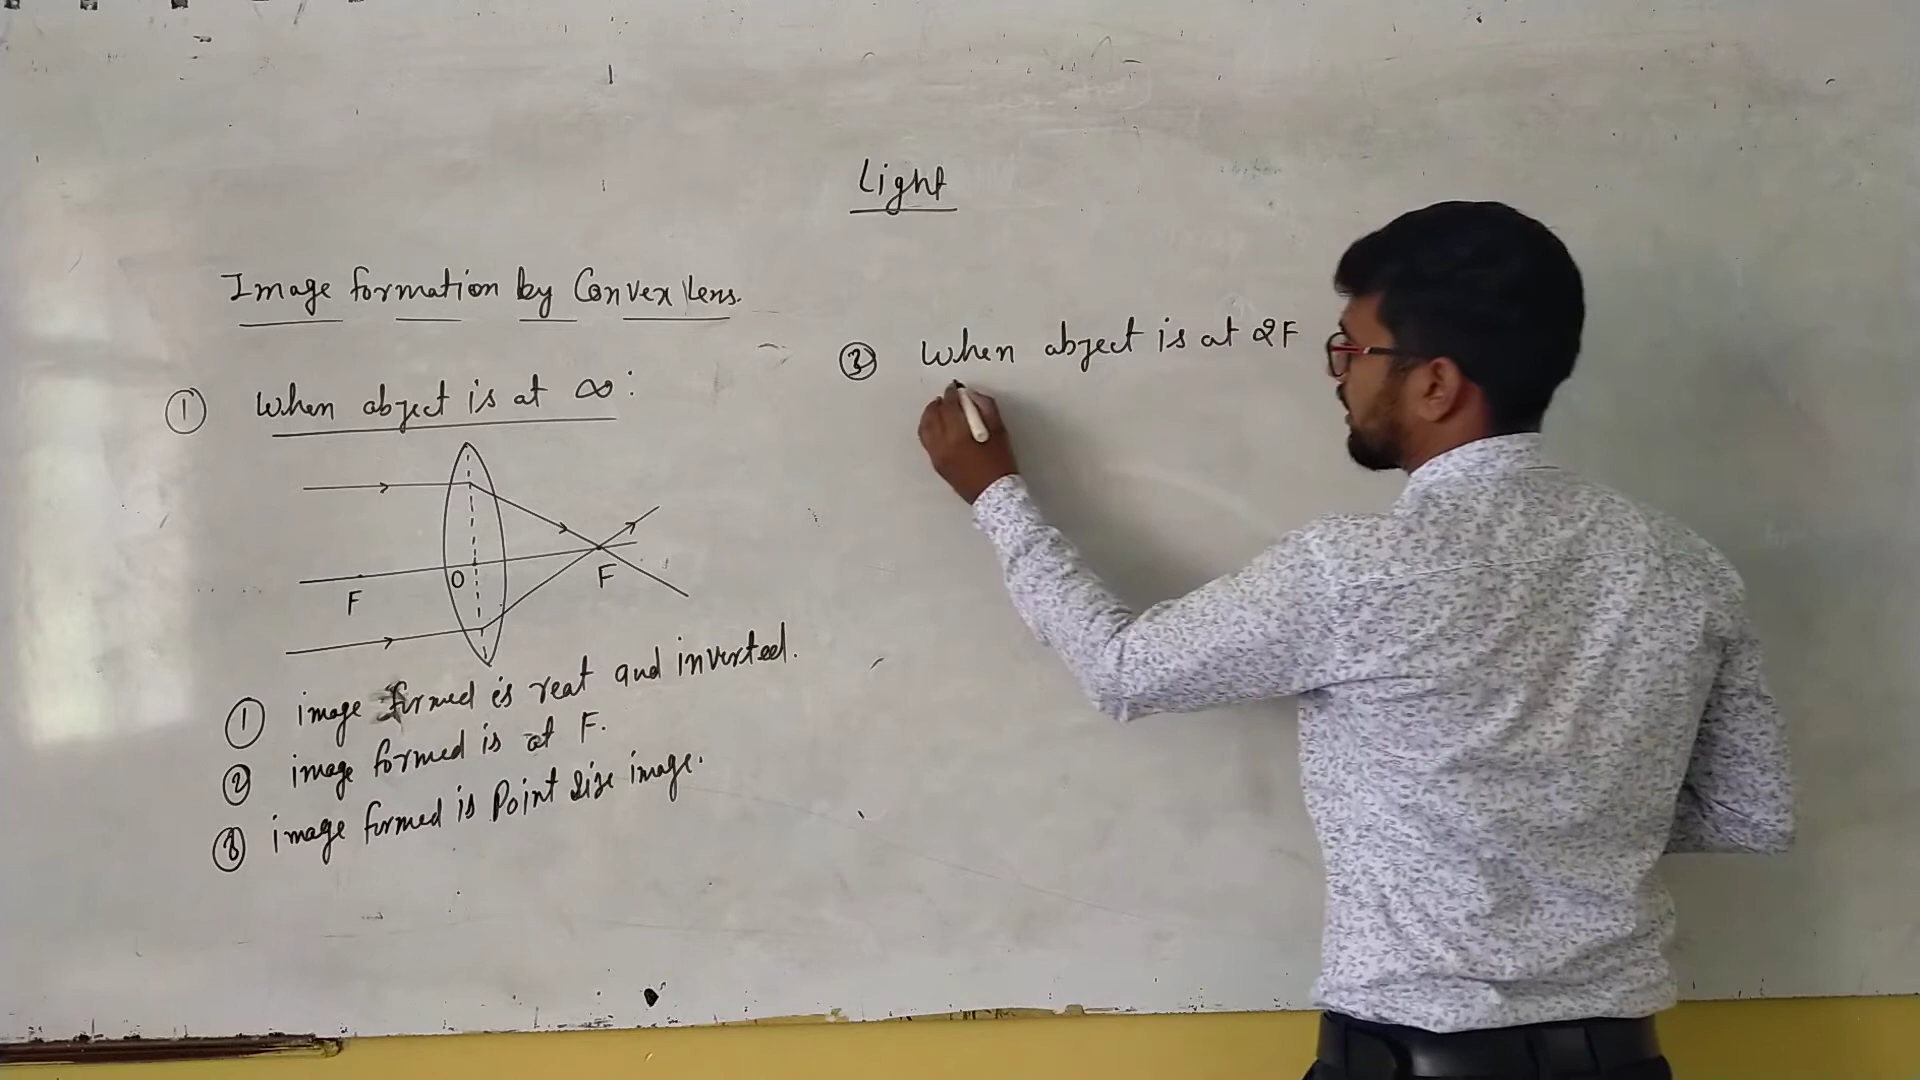 Light
Image formation by Convex lens.
① When object is at ∞:
O
F
F
① image formed is real and inverted.
② image formed is at F.
③ image formed is Point size image.
③ When object is at 2F